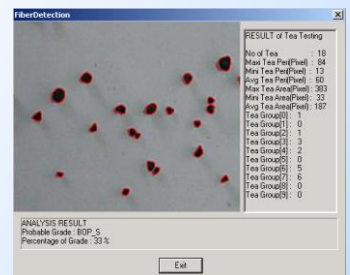 FiberDetection
RESULT of Tea Testing
No of Tea : 18
Maxi Tea Peri(Pixel) : 84
Mini Tea Peri(Pixel) : 13
Avg Tea Peri(Pixel) : 60
Max Tea Area(Pixel) : 383
Mini Tea Area(Pixel) : 33
Avg Tea Area(Pixel) : 187
Tea Group[0] : 1
Tea Group[1] : 0
Tea Group[2] : 1
Tea Group[3] : 3
Tea Group[4] : 2
Tea Group[5] : 0
Tea Group[6] : 5
Tea Group[7] : 6
Tea Group[8] : 0
Tea Group[9] : 0
ANALYSIS RESULT
Probable Grade : BOP_S
Percentage of Grade : 33 %
Exit